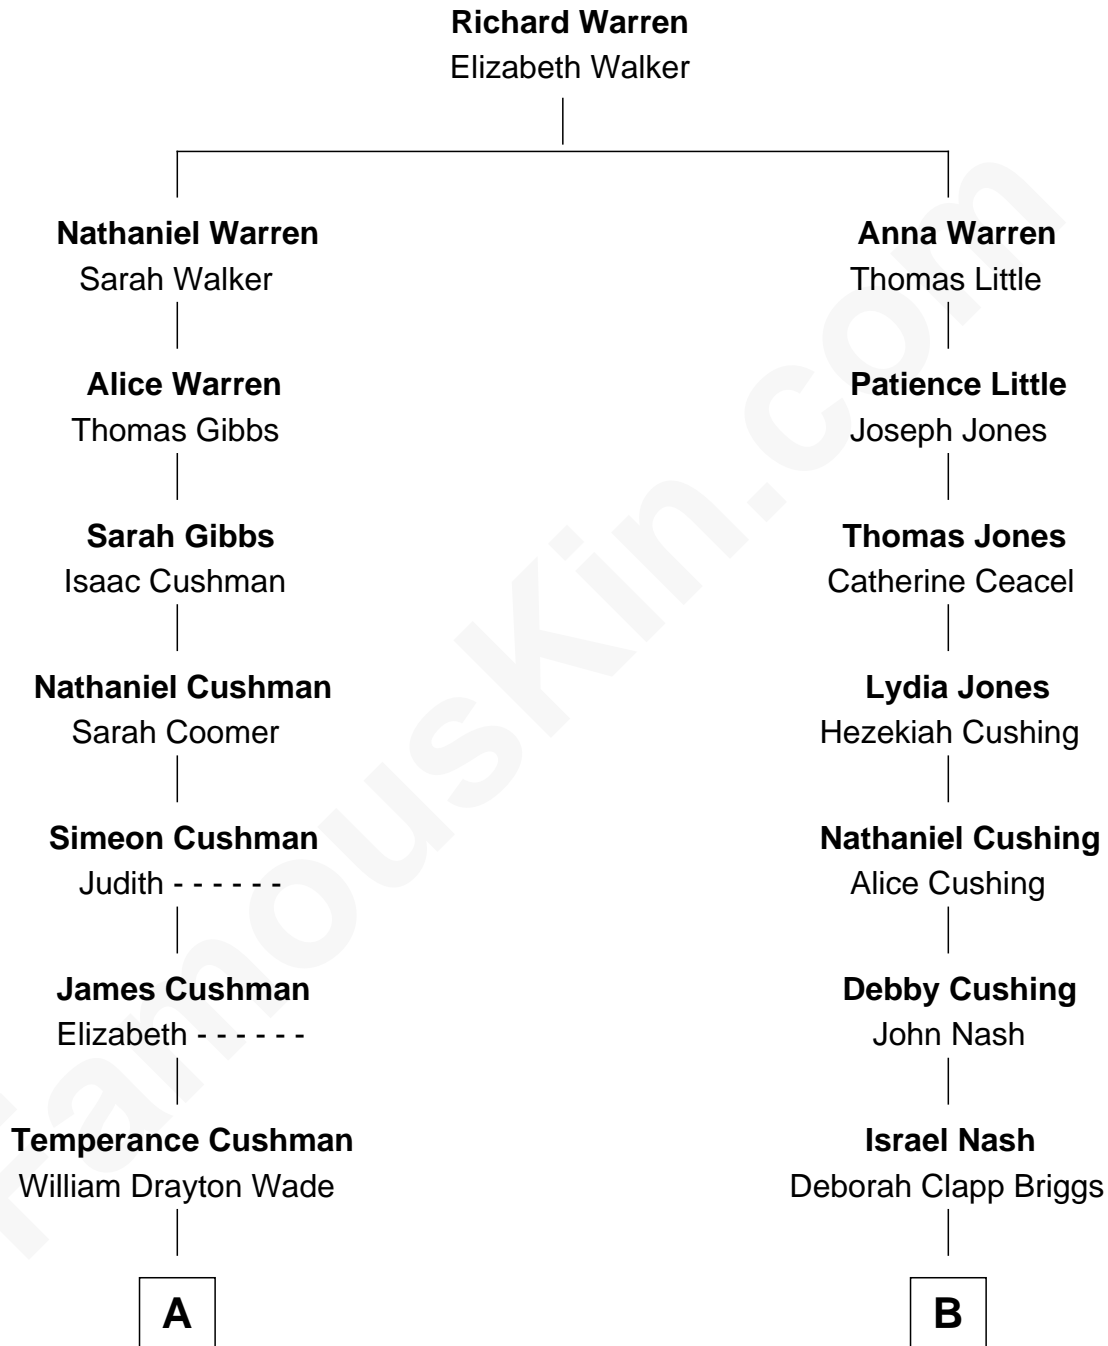 Richard Warren
Elizabeth Walker
Nathaniel Warren
Sarah Walker
Anna Warren
Thomas Little
Alice Warren
Thomas Gibbs
Patience Little
Joseph Jones
Sarah Gibbs
Isaac Cushman
Thomas Jones
Catherine Ceacel
Nathaniel Cushman
Sarah Coomer
Lydia Jones
Hezekiah Cushing
Simeon Cushman
Judith - - - - - -
Nathaniel Cushing
Alice Cushing
James Cushman
Elizabeth - - - - - -
Debby Cushing
John Nash
Temperance Cushman
William Drayton Wade
Israel Nash
Deborah Clapp Briggs
A
B
FamousKin.com